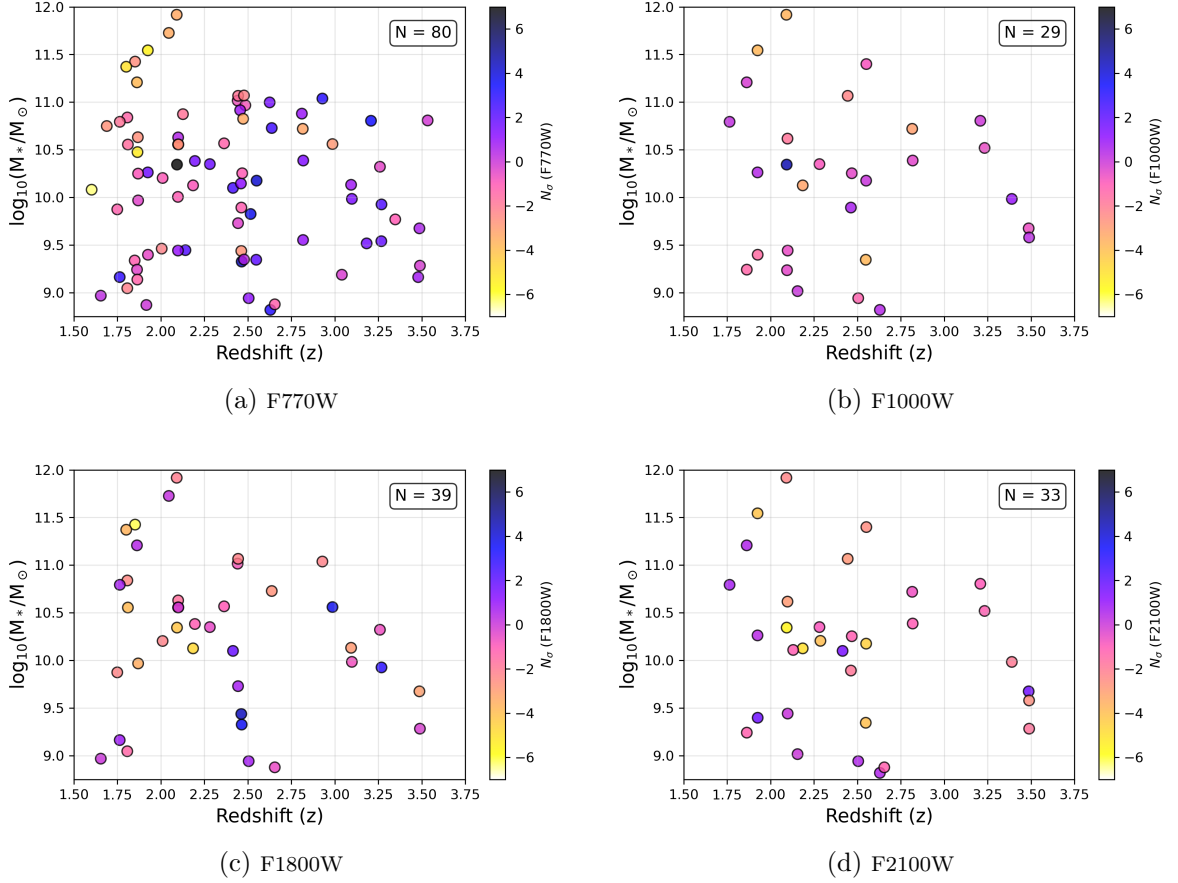 12.0
11.5
11.0
10.5
10.0
9.5
9.0
log₁₀(M*/M⊙)
1.50 1.75 2.00 2.25 2.50 2.75 3.00 3.25 3.50 3.75
Redshift (z)
N = 80
6
4
2
0
−2
−4
−6
Nσ (F770W)
(a) F770W
12.0
11.5
11.0
10.5
10.0
9.5
9.0
log₁₀(M*/M⊙)
1.50 1.75 2.00 2.25 2.50 2.75 3.00 3.25 3.50 3.75
Redshift (z)
N = 29
6
4
2
0
−2
−4
−6
Nσ (F1000W)
(b) F1000W
12.0
11.5
11.0
10.5
10.0
9.5
9.0
log₁₀(M*/M⊙)
1.50 1.75 2.00 2.25 2.50 2.75 3.00 3.25 3.50 3.75
Redshift (z)
N = 39
6
4
2
0
−2
−4
−6
Nσ (F1800W)
(c) F1800W
12.0
11.5
11.0
10.5
10.0
9.5
9.0
log₁₀(M*/M⊙)
1.50 1.75 2.00 2.25 2.50 2.75 3.00 3.25 3.50 3.75
Redshift (z)
N = 33
6
4
2
0
−2
−4
−6
Nσ (F2100W)
(d) F2100W